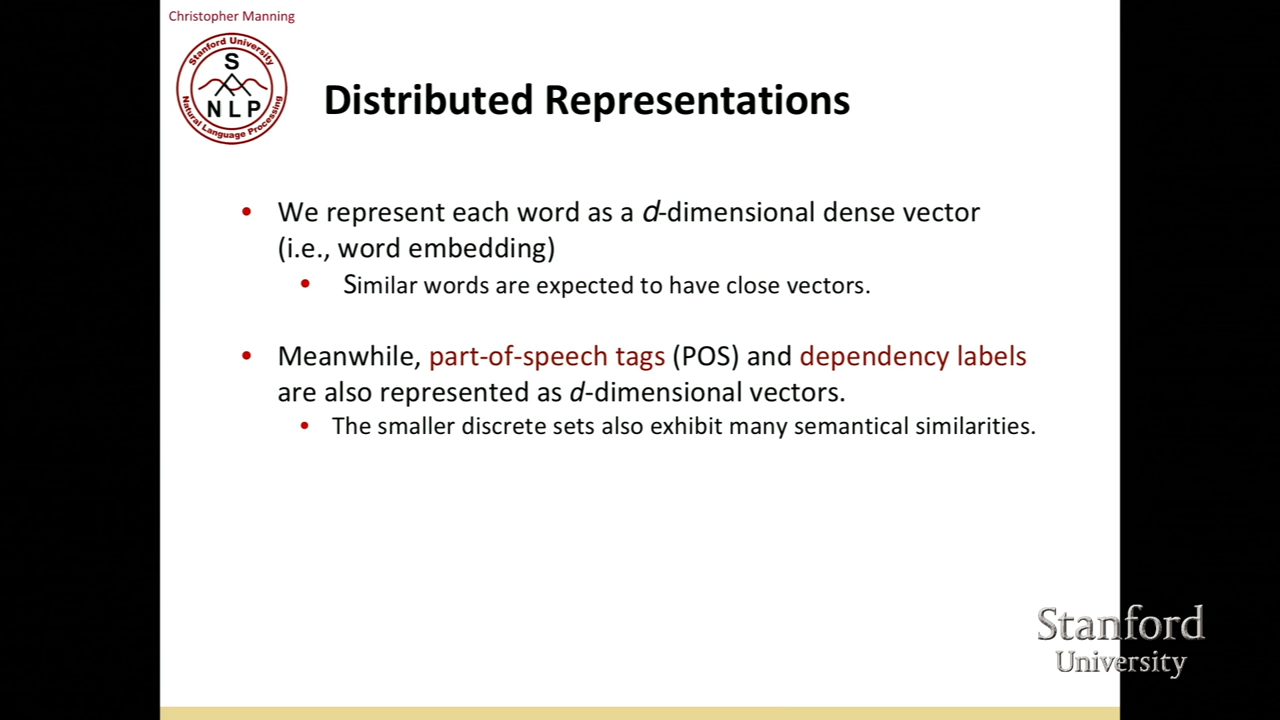 Christopher Manning
Stanford University
S
NLP
Natural Language Processing
Distributed Representations
• We represent each word as a d-dimensional dense vector
(i.e., word embedding)
• Similar words are expected to have close vectors.
• Meanwhile, part-of-speech tags (POS) and dependency labels
are also represented as d-dimensional vectors.
• The smaller discrete sets also exhibit many semantical similarities.
Stanford
University